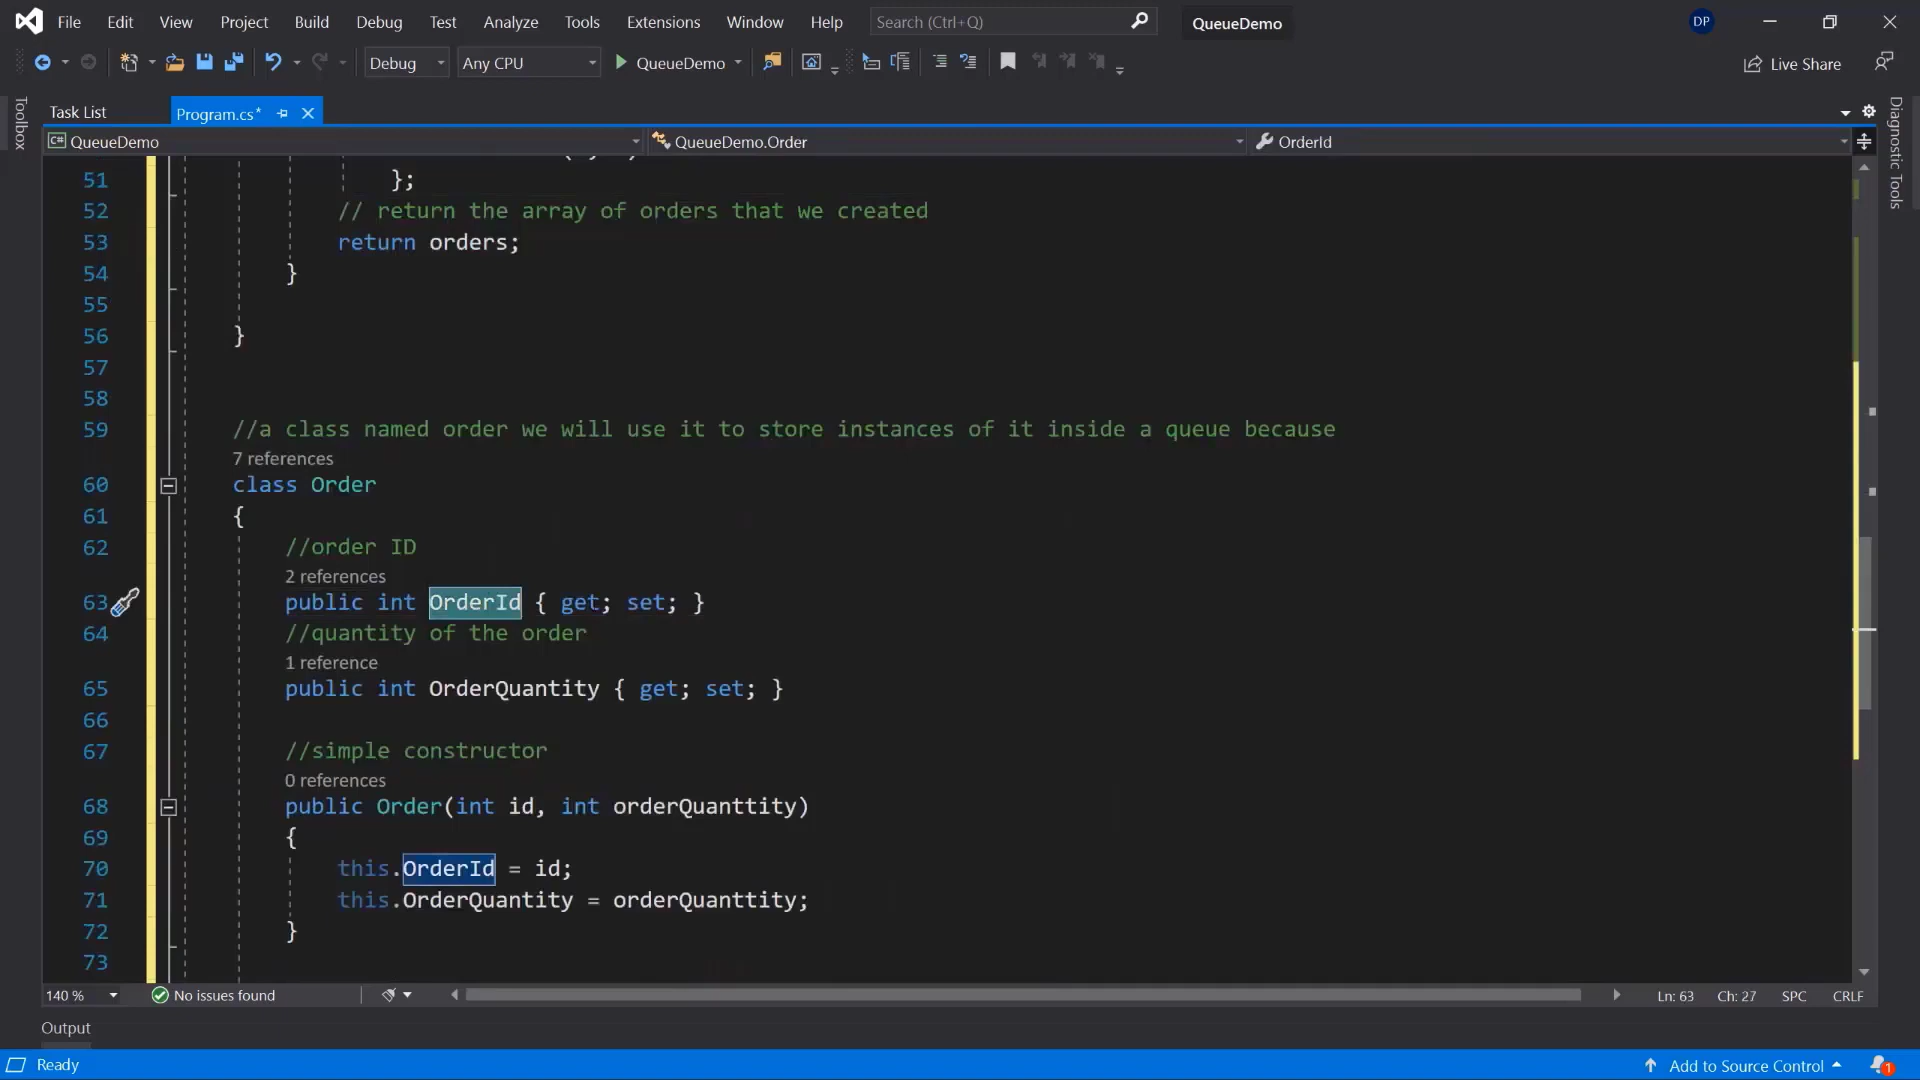 File Edit View Project Build Debug Test Analyze Tools Extensions Window Help Search (Ctrl+Q) QueueDemo DP
Debug Any CPU QueueDemo Live Share
Toolbox
Task List Program.cs*
Diagnostic Tools
C# QueueDemo QueueDemo.Order OrderId
51 };
52 // return the array of orders that we created
53 return orders;
54 }
55
56 }
57
58
59 //a class named order we will use it to store instances of it inside a queue because
7 references
60 class Order
61 {
62 //order ID
2 references
63 public int OrderId { get; set; }
64 //quantity of the order
1 reference
65 public int OrderQuantity { get; set; }
66
67 //simple constructor
0 references
68 public Order(int id, int orderQuanttity)
69 {
70 this.OrderId = id;
71 this.OrderQuantity = orderQuanttity;
72 }
73
140 % No issues found Ln: 63 Ch: 27 SPC CRLF
Output
Ready Add to Source Control 1